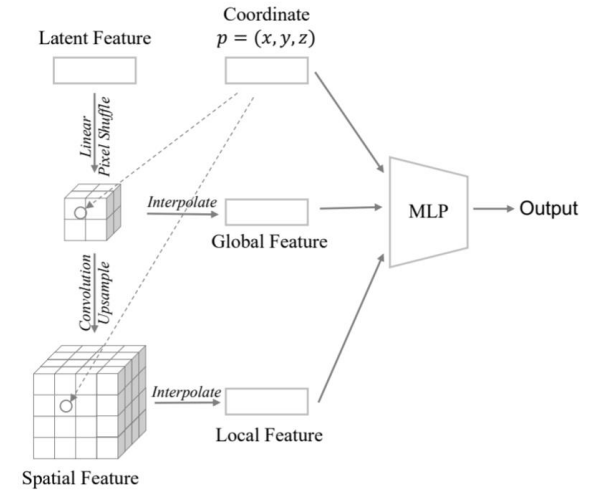 Coordinate
Latent Feature
p = (x, y, z)
Linear
Pixel Shuffle
Interpolate
MLP
Output
Global Feature
Convolution
Upsample
Interpolate
Local Feature
Spatial Feature